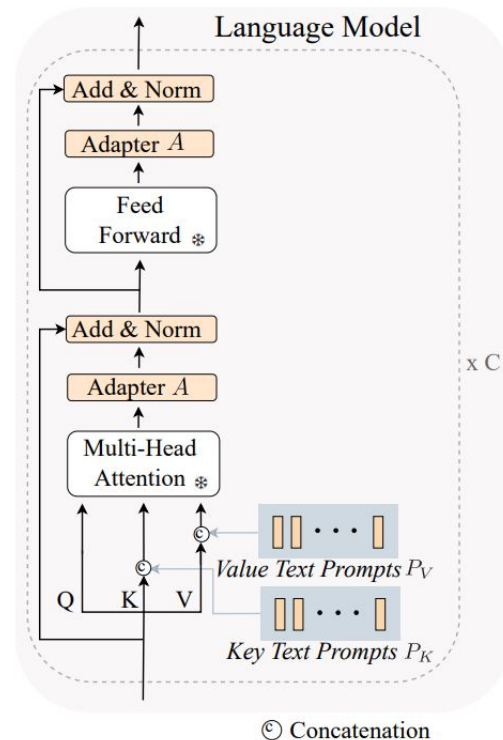 Language Model
Add & Norm
Adapter A
Feed
Forward
Add & Norm
x C
Adapter A
Multi-Head
Attention
c
Value Text Prompts P_V
c
Q K V
Key Text Prompts P_K
c Concatenation